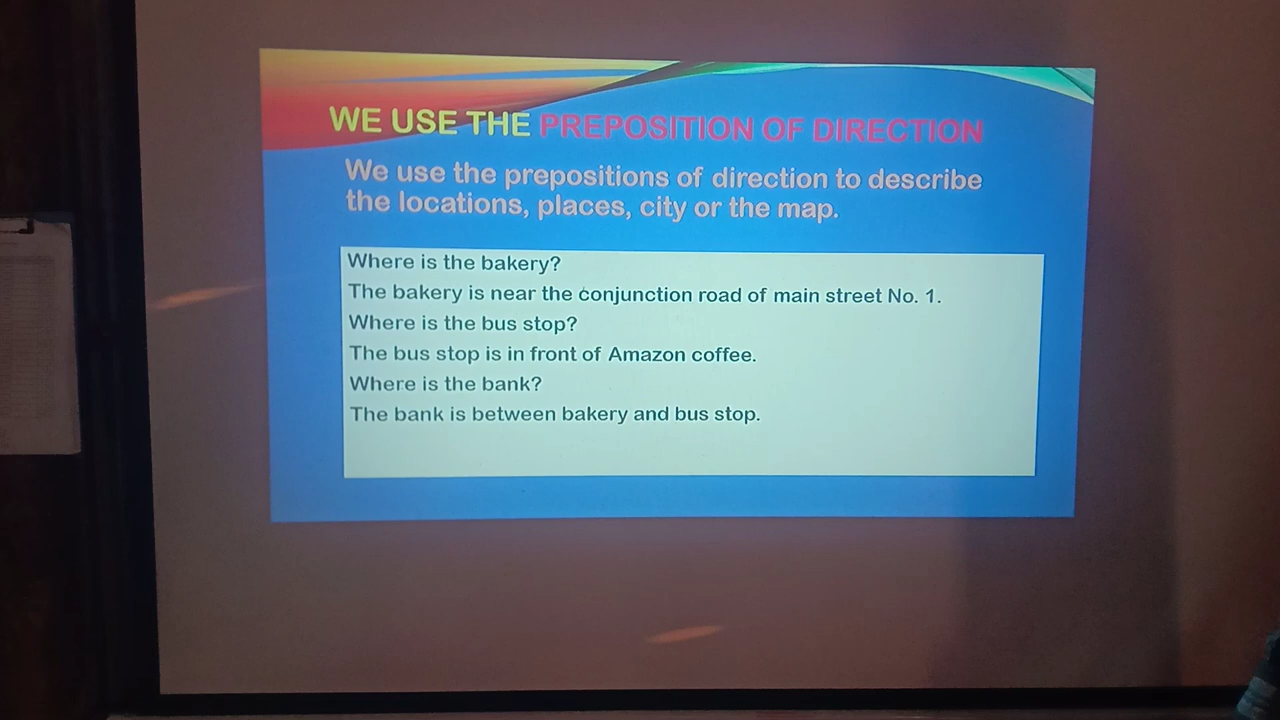 WE USE THE PREPOSITION OF DIRECTION
We use the prepositions of direction to describe
the locations, places, city or the map.
Where is the bakery?
The bakery is near the conjunction road of main street No. 1.
Where is the bus stop?
The bus stop is in front of Amazon coffee.
Where is the bank?
The bank is between bakery and bus stop.